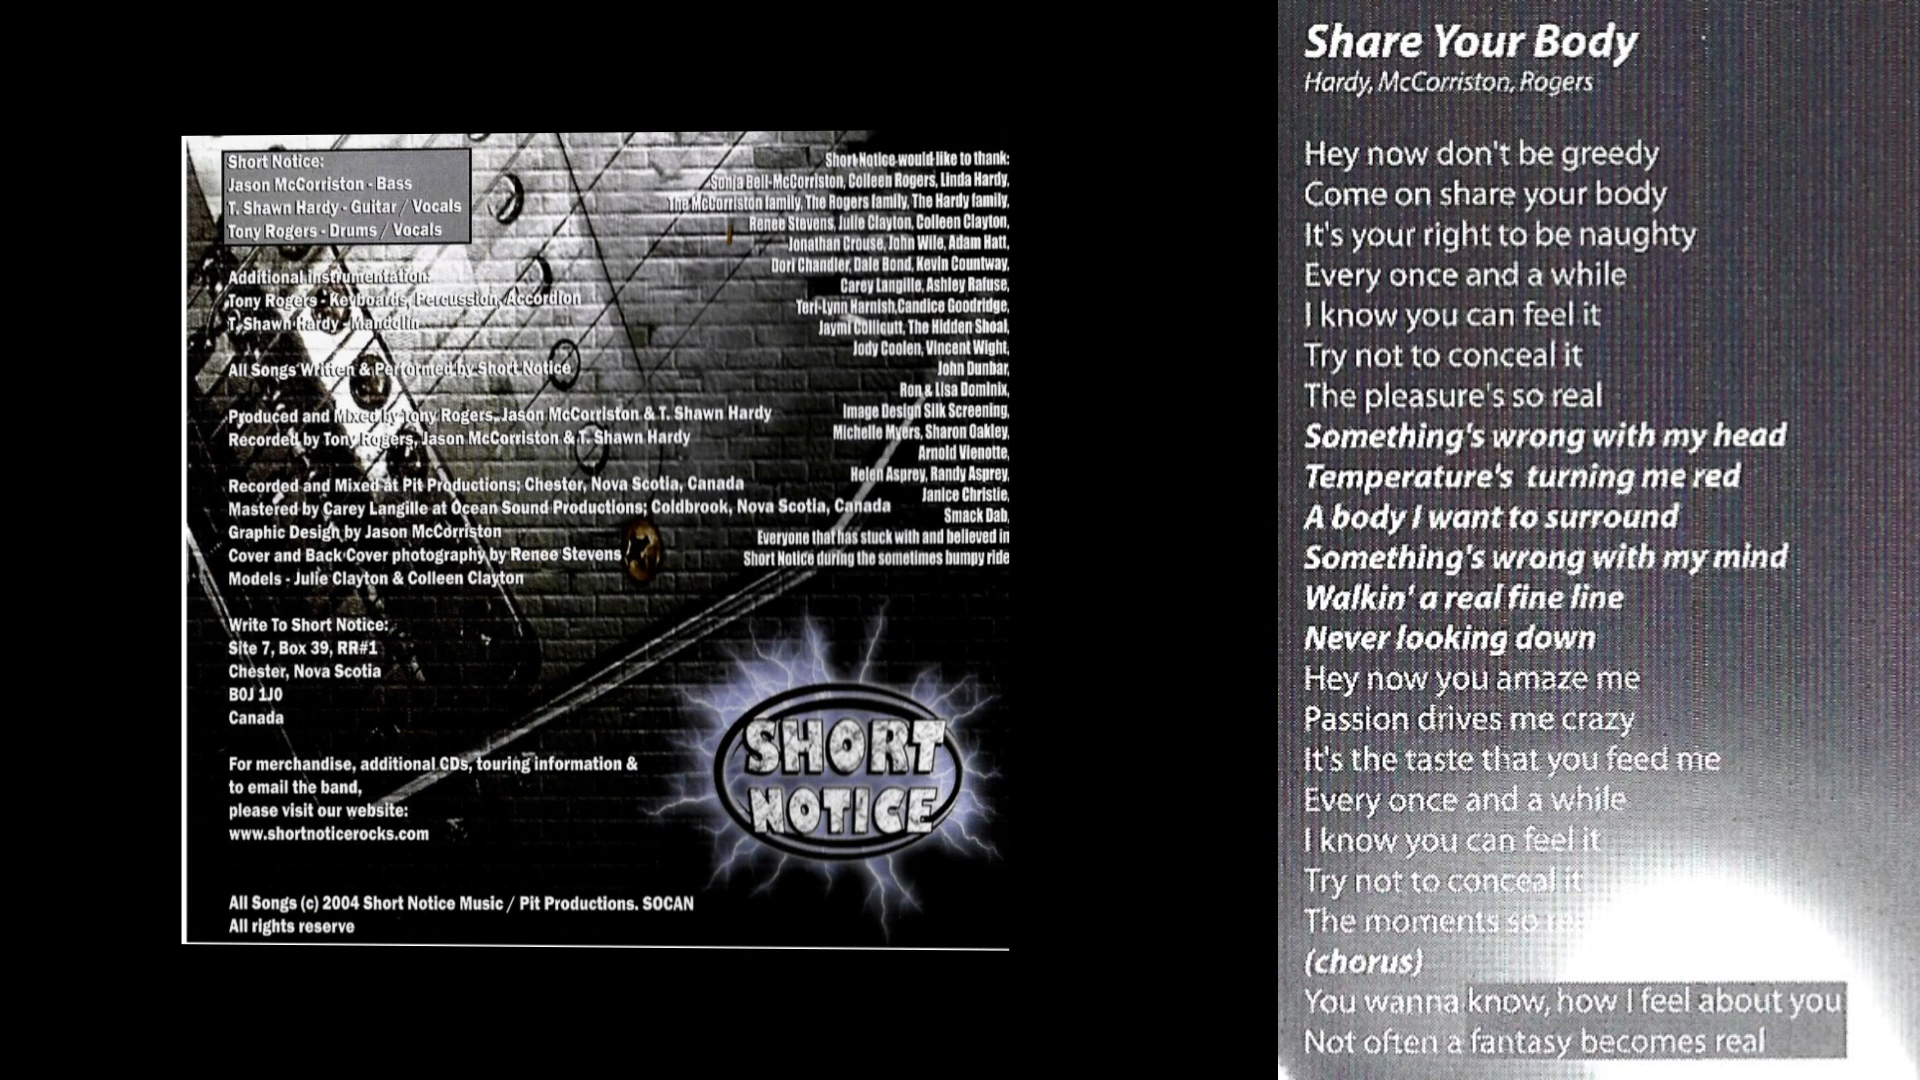 Short Notice:
Jason McCorriston - Bass
T. Shawn Hardy - Guitar / Vocals
Tony Rogers - Drums / Vocals
Additional instrumentation:
Tony Rogers - Keyboards, Percussion, Accordion
T. Shawn Hardy - Mandolin
All Songs Written & Performed by Short Notice
Produced and Mixed by Tony Rogers, Jason McCorriston & T. Shawn Hardy
Recorded by Tony Rogers, Jason McCorriston & T. Shawn Hardy
Recorded and Mixed at Pit Productions; Chester, Nova Scotia, Canada
Mastered by Carey Langille at Ocean Sound Productions; Coldbrook, Nova Scotia, Canada
Graphic Design by Jason McCorriston
Cover and Back Cover photography by Renee Stevens
Models - Julie Clayton & Colleen Clayton
Write To Short Notice:
Site 7, Box 39, RR#1
Chester, Nova Scotia
B0J 1J0
Canada
For merchandise, additional CDs, touring information &
to email the band,
please visit our website:
www.shortnoticerocks.com
All Songs (c) 2004 Short Notice Music / Pit Productions. SOCAN
All rights reserve
Short Notice would like to thank:
Sonja Bell-McCorriston, Colleen Rogers, Linda Hardy,
The McCorriston family, The Rogers family, The Hardy family,
Renee Stevens, Julie Clayton, Colleen Clayton,
Jonathan Crouse, John Wile, Adam Hatt,
Dori Chandler, Dale Bond, Kevin Countway,
Carey Langille, Ashley Rafuse,
Teri-Lynn Harnish,Candice Goodridge,
Jaymi Collicutt, The Hidden Shoal,
Jody Coolen, Vincent Wight,
John Dunbar,
Ron & Lisa Dominix,
Image Design Silk Screening,
Michelle Myers, Sharon Oakley,
Arnold Vienotte,
Helen Asprey, Randy Asprey,
Janice Christie,
Smack Dab,
Everyone that has stuck with and believed in
Short Notice during the sometimes bumpy ride
SHORT
NOTICE
Share Your Body
Hardy, McCorriston, Rogers
Hey now don't be greedy
Come on share your body
It's your right to be naughty
Every once and a while
I know you can feel it
Try not to conceal it
The pleasure's so real
Something's wrong with my head
Temperature's turning me red
A body I want to surround
Something's wrong with my mind
Walkin' a real fine line
Never looking down
Hey now you amaze me
Passion drives me crazy
It's the taste that you feed me
Every once and a while
I know you can feel it
Try not to conceal it
The moments so
(chorus)
You wanna know, how I feel about you
Not often a fantasy becomes real